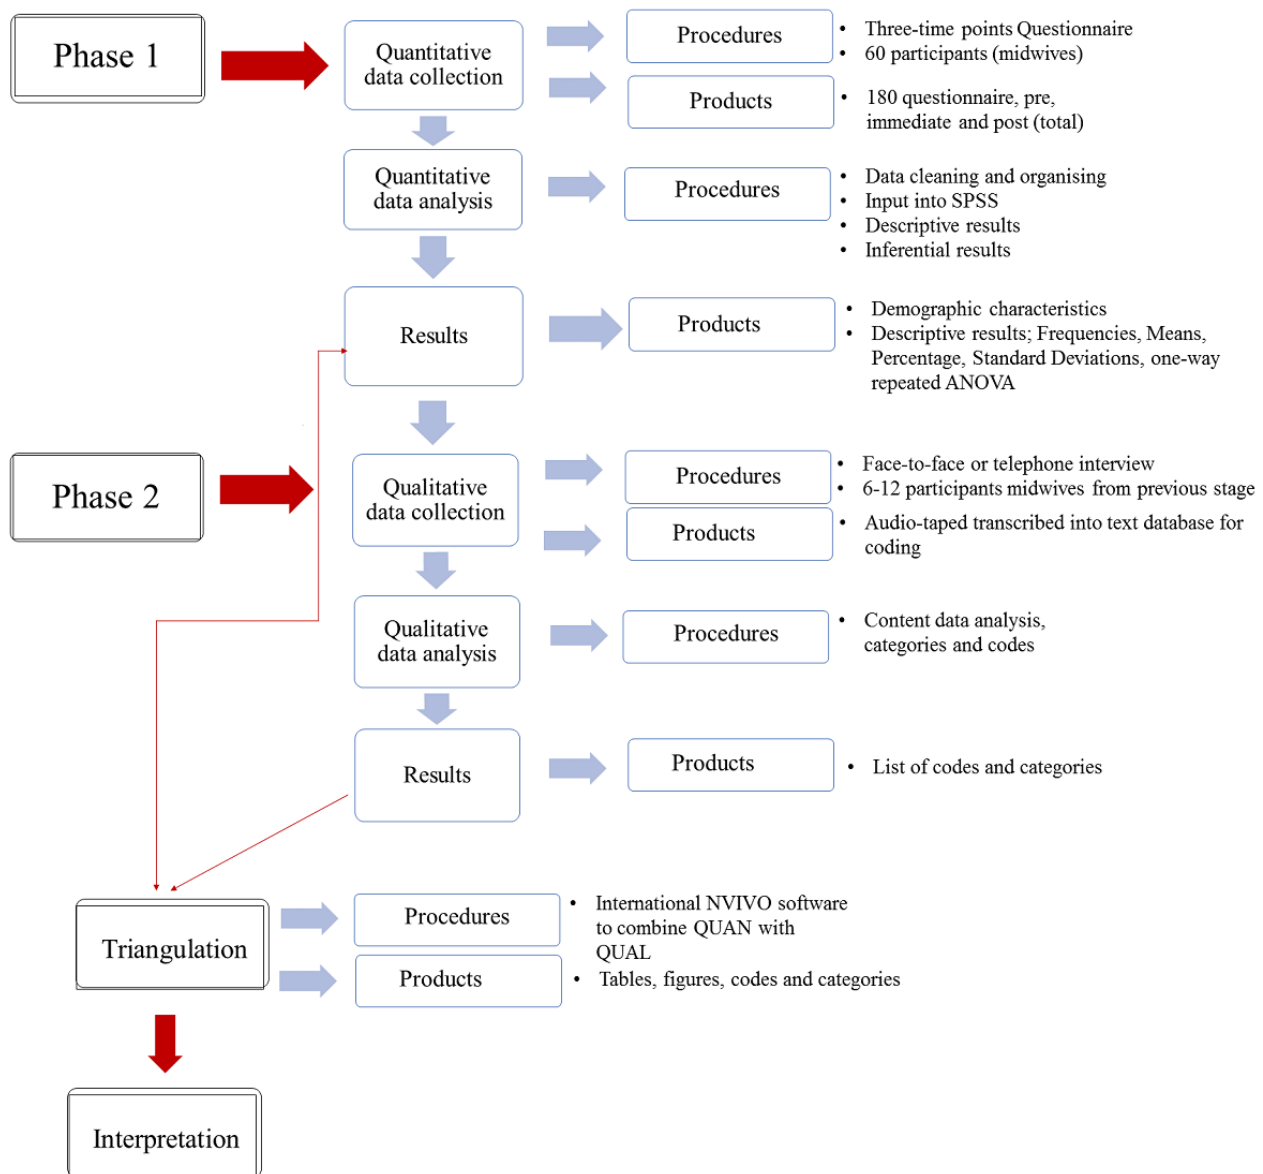 Phase 1
Quantitative
data collection
Procedures
• Three-time points Questionnaire
• 60 participants (midwives)
Products
• 180 questionnaire, pre,
immediate and post (total)
Quantitative
data analysis
Procedures
• Data cleaning and organising
• Input into SPSS
• Descriptive results
• Inferential results
Results
Products
• Demographic characteristics
• Descriptive results; Frequencies, Means,
Percentage, Standard Deviations, one-way
repeated ANOVA
Phase 2
Qualitative
data collection
Procedures
• Face-to-face or telephone interview
• 6-12 participants midwives from previous stage
Products
• Audio-taped transcribed into text database for
coding
Qualitative
data analysis
Procedures
• Content data analysis,
categories and codes
Results
Products
• List of codes and categories
Triangulation
Procedures
• International NVIVO software
to combine QUAN with
QUAL
Products
• Tables, figures, codes and categories
Interpretation